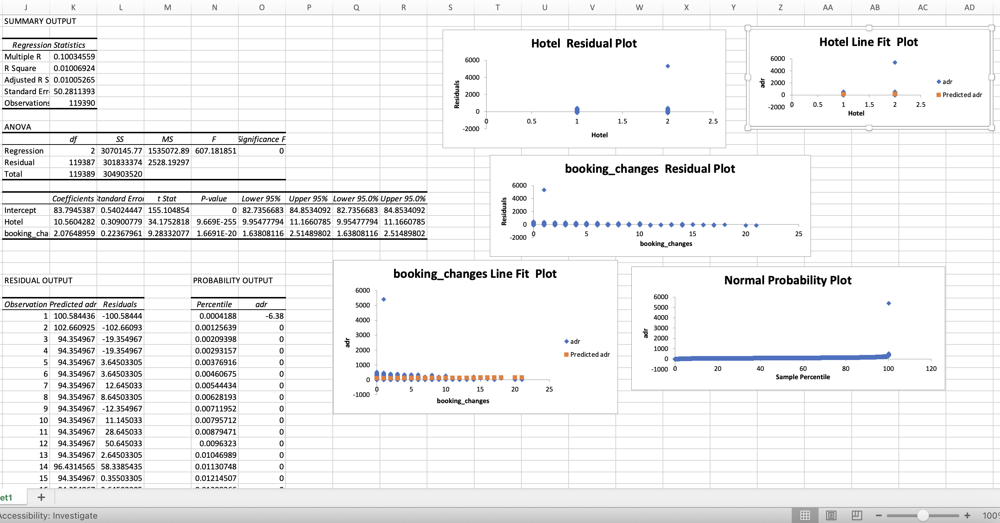 J K L M N O P Q R S T U V W X Y Z AA AB AC AD
SUMMARY OUTPUT
Regression Statistics
Multiple R 0.10034559
R Square 0.01006924
Adjusted R S 0.01005265
Standard Err 50.2811393
Observations 119390
ANOVA
df SS MS F Significance F
Regression 2 3070145.77 1535072.89 607.181851 0
Residual 119387 301833374 2528.19297
Total 119389 304903520
Coefficients Standard Error t Stat P-value Lower 95% Upper 95% Lower 95.0% Upper 95.0%
Intercept 83.7945387 0.54024447 155.104854 0 82.7356683 84.8534092 82.7356683 84.8534092
Hotel 10.5604282 0.30900779 34.1752818 9.669E-255 9.95477794 11.1660785 9.95477794 11.1660785
booking_cha 2.07648959 0.22367961 9.28332077 1.6691E-20 1.63808116 2.51489802 1.63808116 2.51489802
RESIDUAL OUTPUT PROBABILITY OUTPUT
Observation Predicted adr Residuals Percentile adr
1 100.584436 -100.58444 0.0004188 -6.38
2 102.660925 -102.66093 0.00125639 0
3 94.354967 -19.354967 0.00209398 0
4 94.354967 -19.354967 0.00293157 0
5 94.354967 3.64503305 0.00376916 0
6 94.354967 3.64503305 0.00460675 0
7 94.354967 12.645033 0.00544434 0
8 94.354967 8.64503305 0.00628193 0
9 94.354967 -12.354967 0.00711952 0
10 94.354967 11.145033 0.00795712 0
11 94.354967 28.645033 0.00879471 0
12 94.354967 50.645033 0.0096323 0
13 94.354967 2.64503305 0.01046989 0
14 96.4314565 58.3385435 0.01130748 0
15 94.354967 0.35503305 0.01214507 0
Hotel Residual Plot
6000
4000
2000
0
-2000
Residuals
0 0.5 1 1.5 2 2.5
Hotel
Hotel Line Fit Plot
6000
4000
2000
0
-2000
adr
0 0.5 1 1.5 2 2.5
Hotel
adr
Predicted adr
booking_changes Residual Plot
6000
4000
2000
0
-2000
Residuals
0 5 10 15 20 25
booking_changes
booking_changes Line Fit Plot
6000
5000
4000
3000
2000
1000
0
-1000
adr
0 5 10 15 20 25
booking_changes
adr
Predicted adr
Normal Probability Plot
6000
5000
4000
3000
2000
1000
0
-1000
adr
0 20 40 60 80 100 120
Sample Percentile
et1 +
Accessibility: Investigate
− + 100%